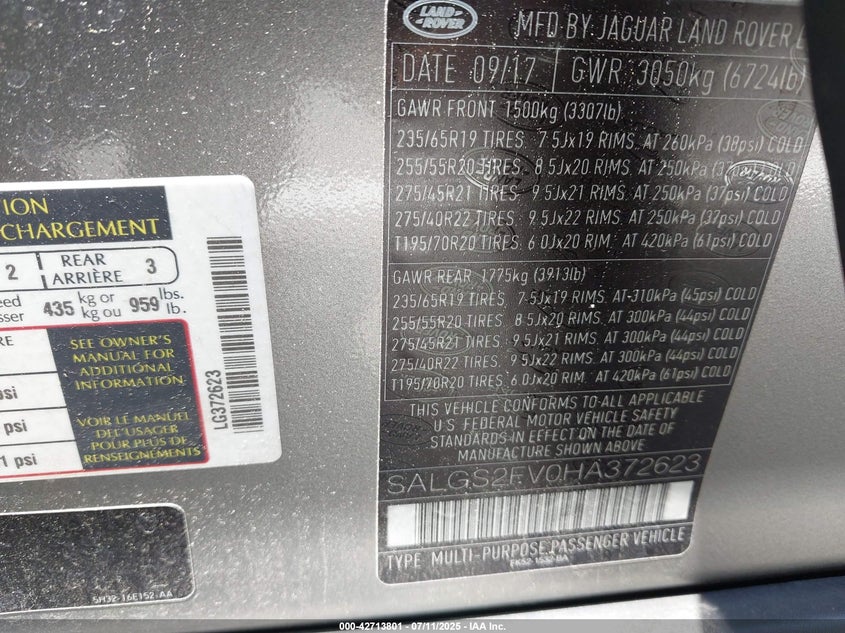 LAND ROVER
MFD BY JAGUAR LAND ROVER
DATE 09/17 GWR 3050kg (6724lb)
GAWR FRONT 1500kg (3307lb)
235/65R19 TIRES. 7.5Jx19 RIMS. AT 260kPa (38psi) COLD
255/55R20 TIRES. 8.5Jx20 RIMS. AT 250kPa (37psi) COLD
275/45R21 TIRES. 9.5Jx21 RIMS. AT 250kPa (37psi) COLD
275/40R22 TIRES. 9.5Jx22 RIMS. AT 250kPa (37psi) COLD
T195/70R20 TIRES. 6.0Jx20 RIM. AT 420kPa (61psi) COLD
GAWR REAR 1775kg (3913lb)
235/65R19 TIRES. 7.5Jx19 RIMS. AT 310kPa (45psi) COLD
255/55R20 TIRES. 8.5Jx20 RIMS. AT 300kPa (44psi) COLD
275/45R21 TIRES. 9.5Jx21 RIMS. AT 300kPa (44psi) COLD
275/40R22 TIRES. 9.5Jx22 RIMS. AT 300kPa (44psi) COLD
T195/70R20 TIRES. 6.0Jx20 RIM. AT 420kPa (61psi) COLD
THIS VEHICLE CONFORMS TO ALL APPLICABLE
U.S. FEDERAL MOTOR VEHICLE SAFETY
STANDARDS IN EFFECT ON THE DATE OF
MANUFACTURE SHOWN ABOVE
SALGS2FV0HA372623
TYPE MULTI-PURPOSE PASSENGER VEHICLE
CHARGEMENT
2 REAR ARRIÈRE 3
435 kg or kg ou 959 lbs. lb.
SEE OWNER'S
MANUAL FOR
ADDITIONAL
INFORMATION
VOIR LE MANUEL
DE L'USAGER
POUR PLUS DE
RENSEIGNEMENTS
psi
psi
1 psi
LG372623
5H32-16E152-AA
000-42713801 - 07/11/2025 - IAA Inc.